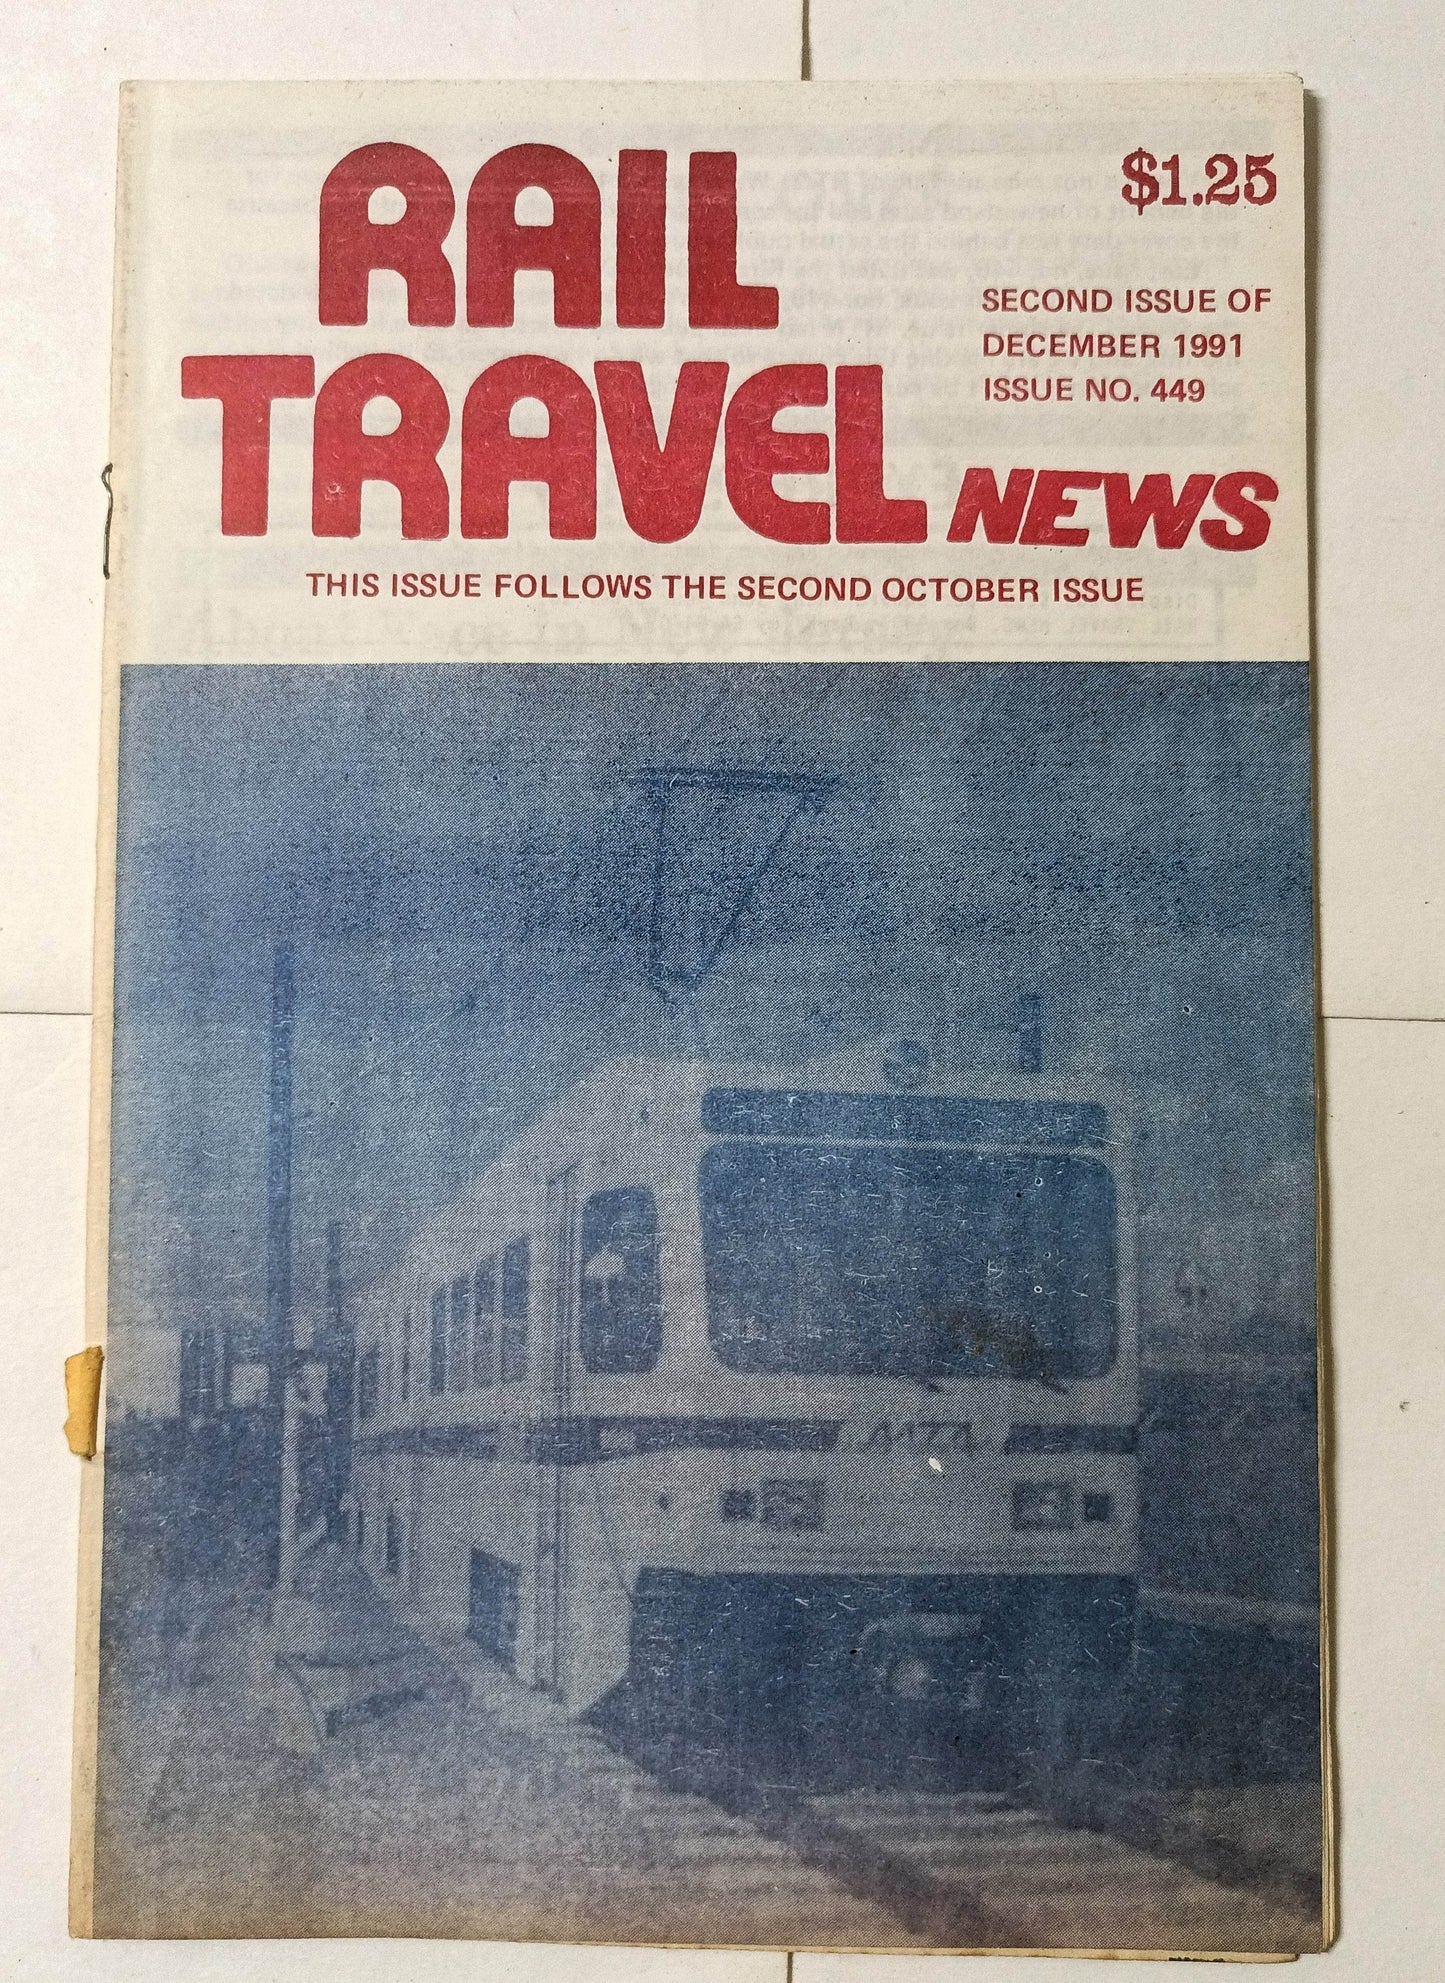 RAIL
TRAVEL NEWS
$1.25
SECOND ISSUE OF
DECEMBER 1991
ISSUE NO. 449
THIS ISSUE FOLLOWS THE SECOND OCTOBER ISSUE